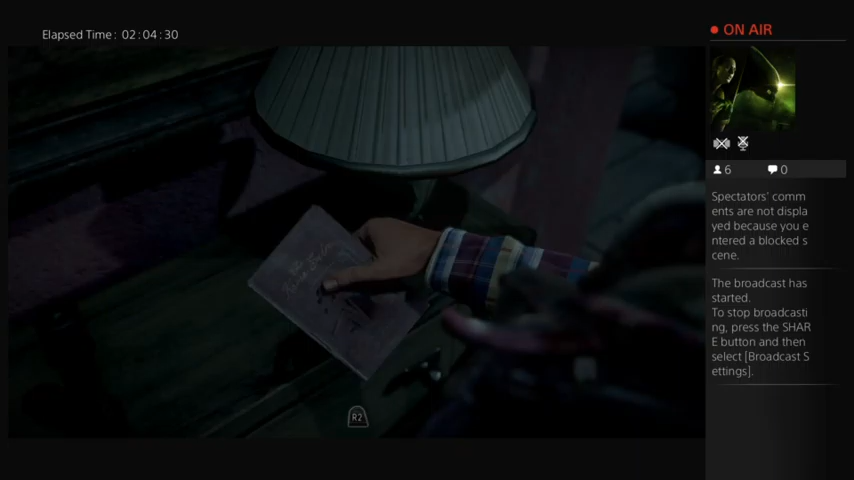 Elapsed Time: 02:04:30
ON AIR
6
0
Spectators' comm
ents are not displa
yed because you e
ntered a blocked s
cene.
The broadcast has
started.
To stop broadcasti
ng, press the SHAR
E button and then
select [Broadcast S
ettings].
R2